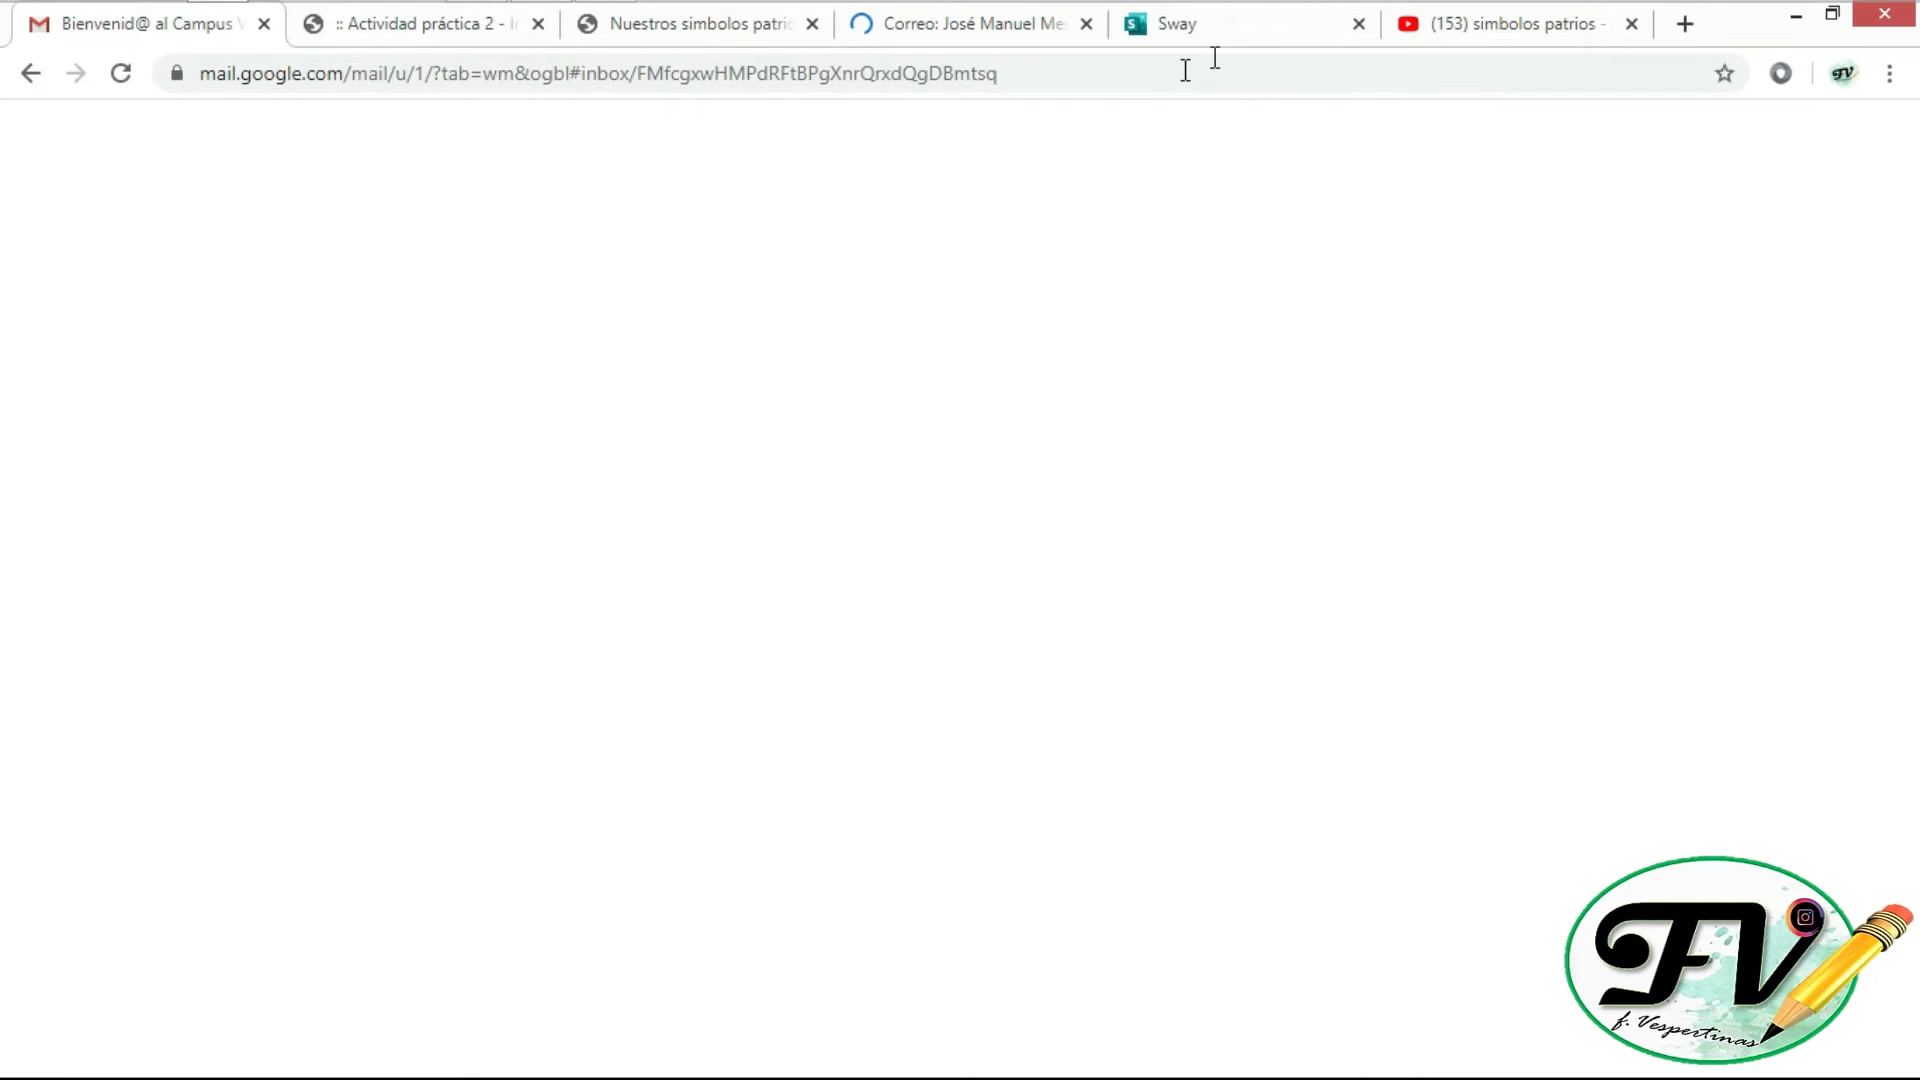 Bienvenid@ al Campus
:: Actividad práctica 2 -
Nuestros simbolos patri
Correo: José Manuel Me
Sway
(153) simbolos patrios -
mail.google.com/mail/u/1/?tab=wm&ogbl#inbox/FMfcgxwHMPdRFtBPgXnrQrxdQgDBmtsq
FV
FV
f. Vespertinas